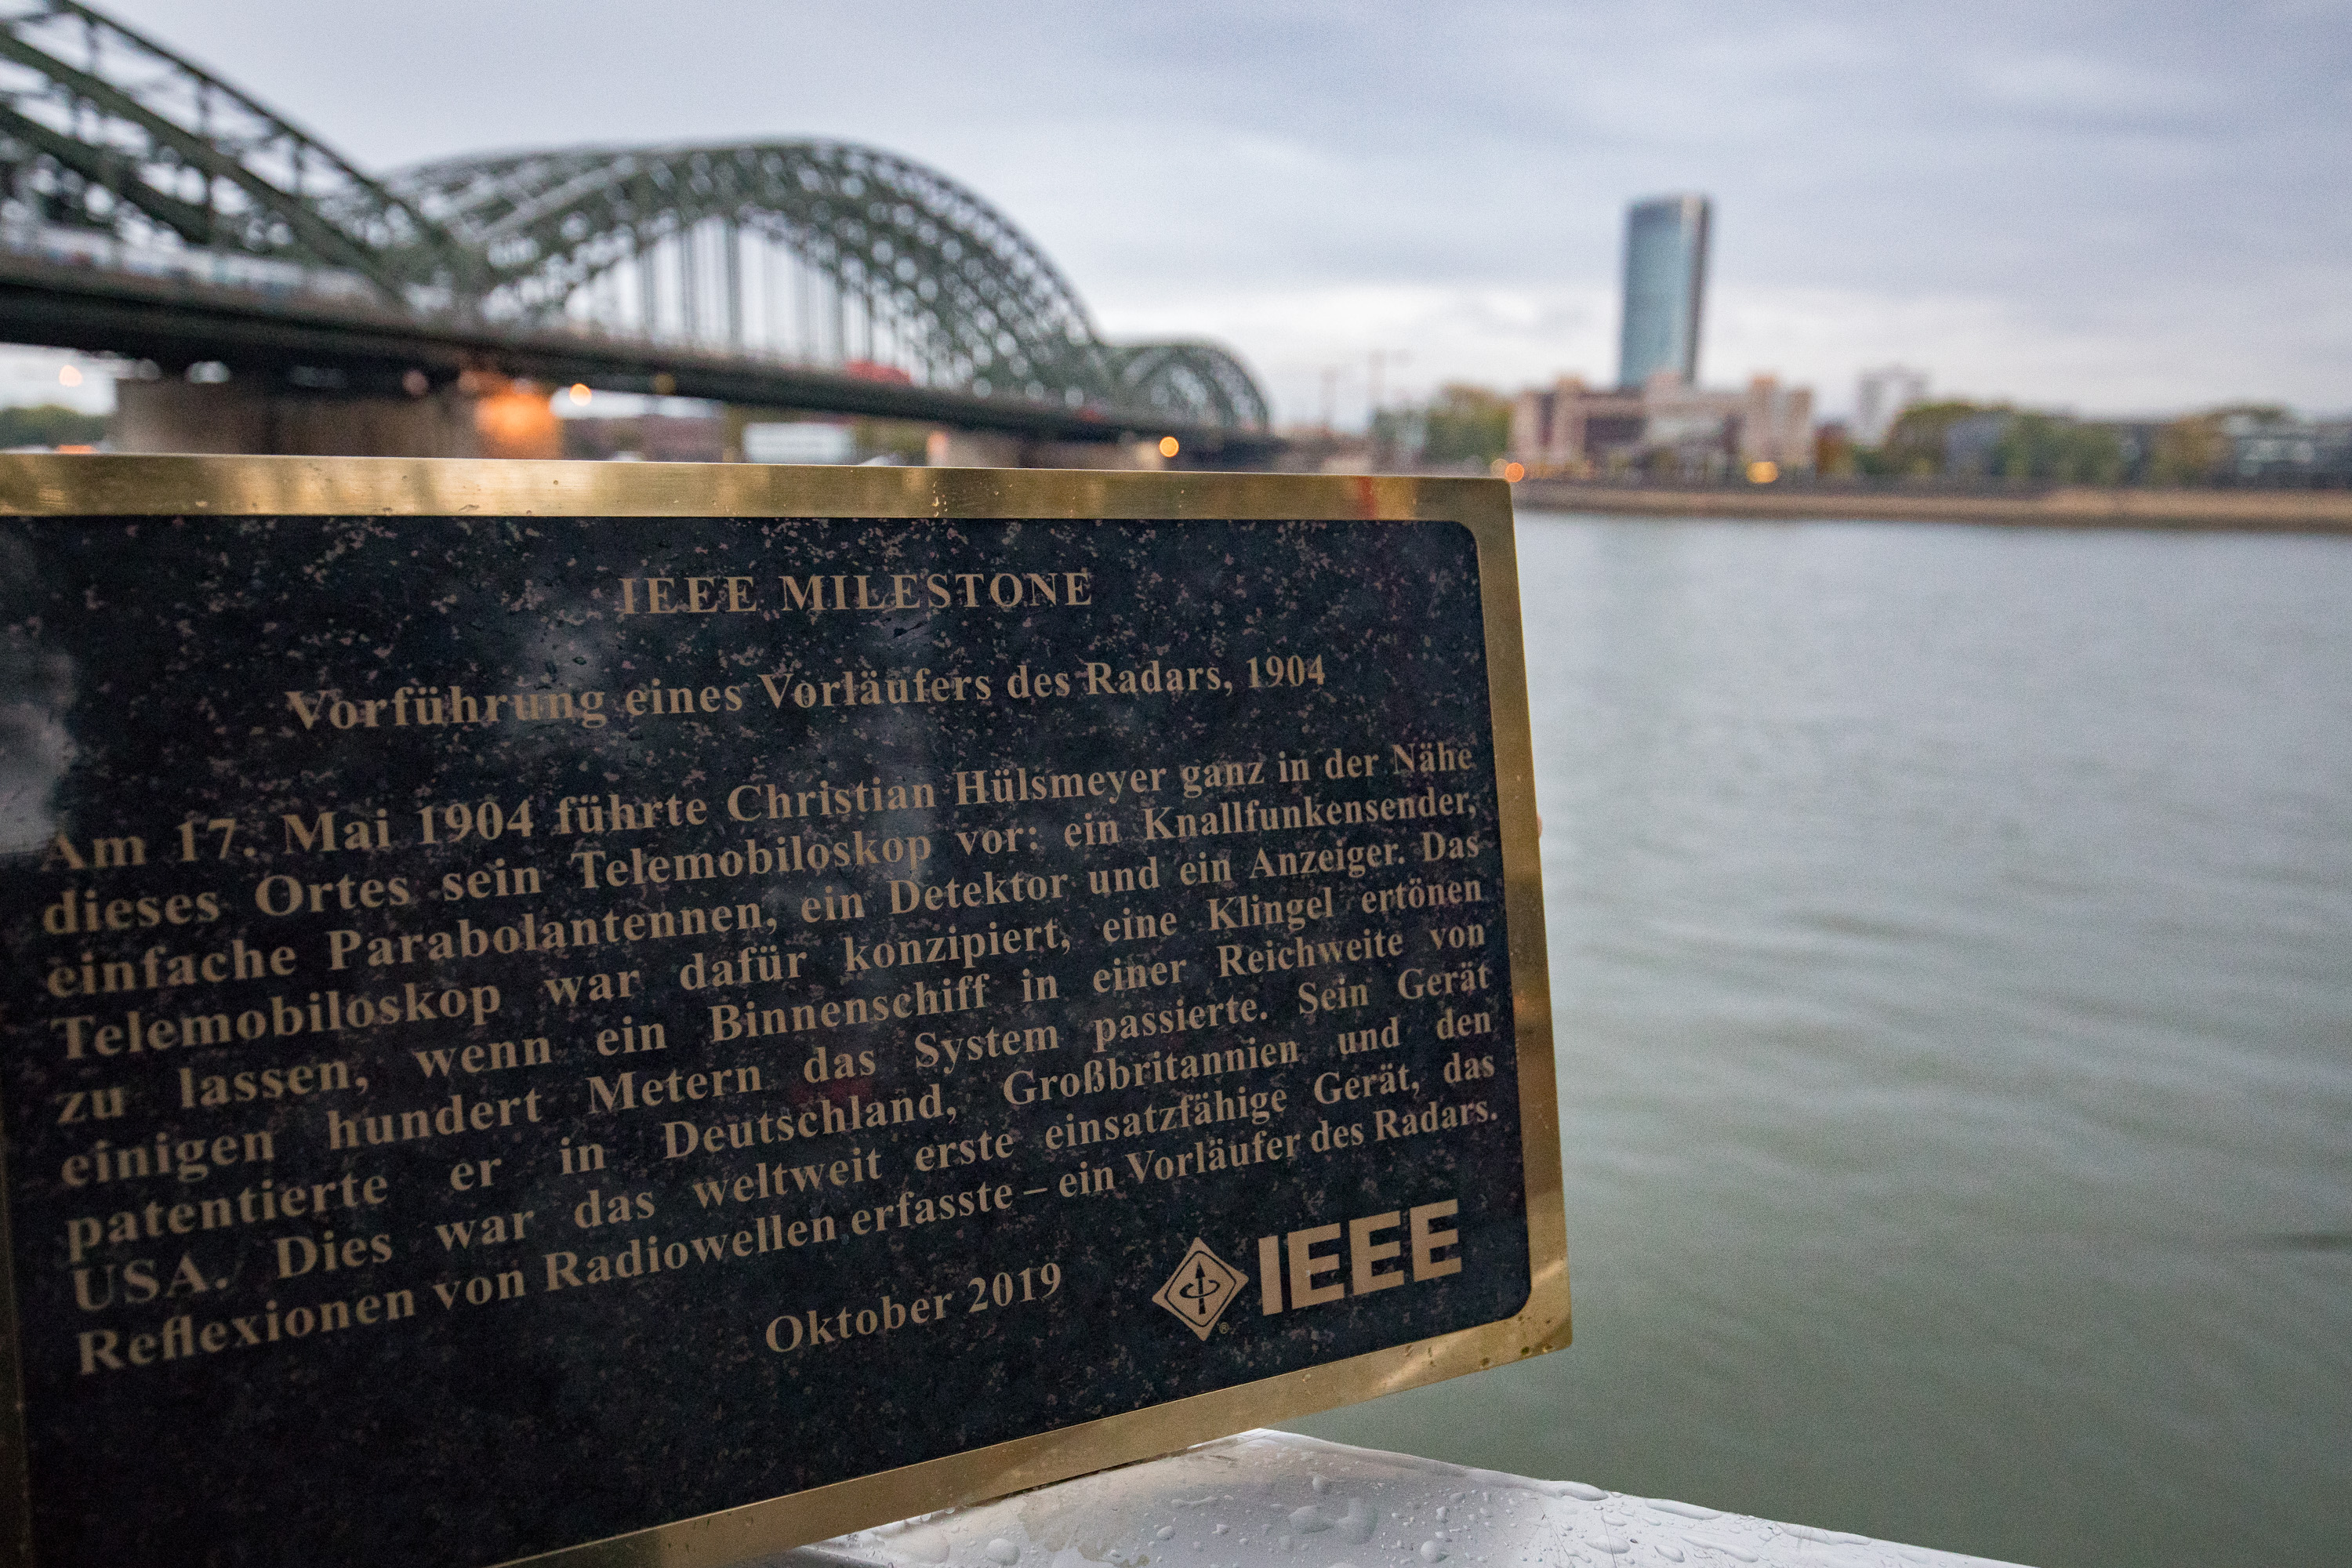 IEEE MILESTONE
Vorführung eines Vorläufers des Radars, 1904
Am 17. Mai 1904 führte Christian Hülsmeyer ganz in der Nähe
dieses Ortes sein Telemobiloskop vor: ein Knallfunkensender,
einfache Parabolantennen, ein Detektor und ein Anzeiger. Das
Telemobiloskop war dafür konzipiert, eine Klingel ertönen
zu lassen, wenn ein Binnenschiff in einer Reichweite von
einigen hundert Metern das System passierte. Sein Gerät
patentierte er in Deutschland, Großbritannien und den
USA. Dies war das weltweit erste einsatzfähige Gerät, das
Reflexionen von Radiowellen erfasste – ein Vorläufer des Radars.
Oktober 2019
IEEE